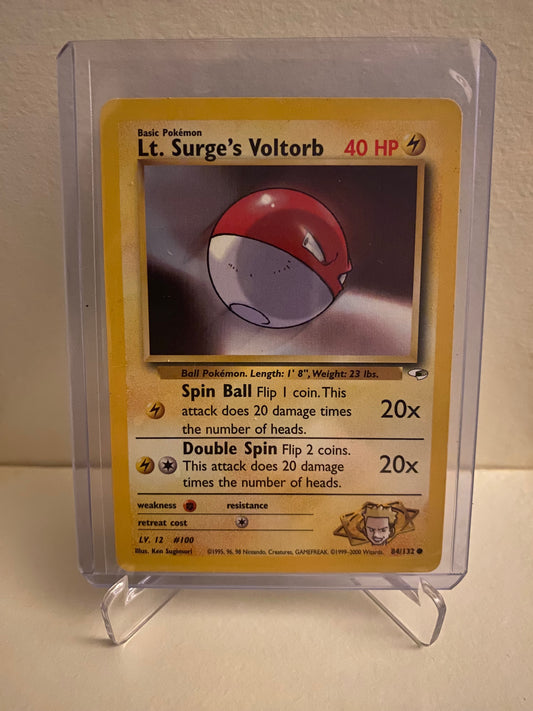 Basic Pokémon
Lt. Surge's Voltorb 40 HP
Ball Pokémon. Length: 1' 8", Weight: 23 lbs.
Spin Ball Flip 1 coin. This
attack does 20 damage times 20x
the number of heads.
Double Spin Flip 2 coins.
This attack does 20 damage 20x
times the number of heads.
weakness resistance
retreat cost
LV. 12 #100
Illus. Ken Sugimori ©1995, 96, 98 Nintendo, Creatures, GAMEFREAK. ©1999-2000 Wizards. 84/132